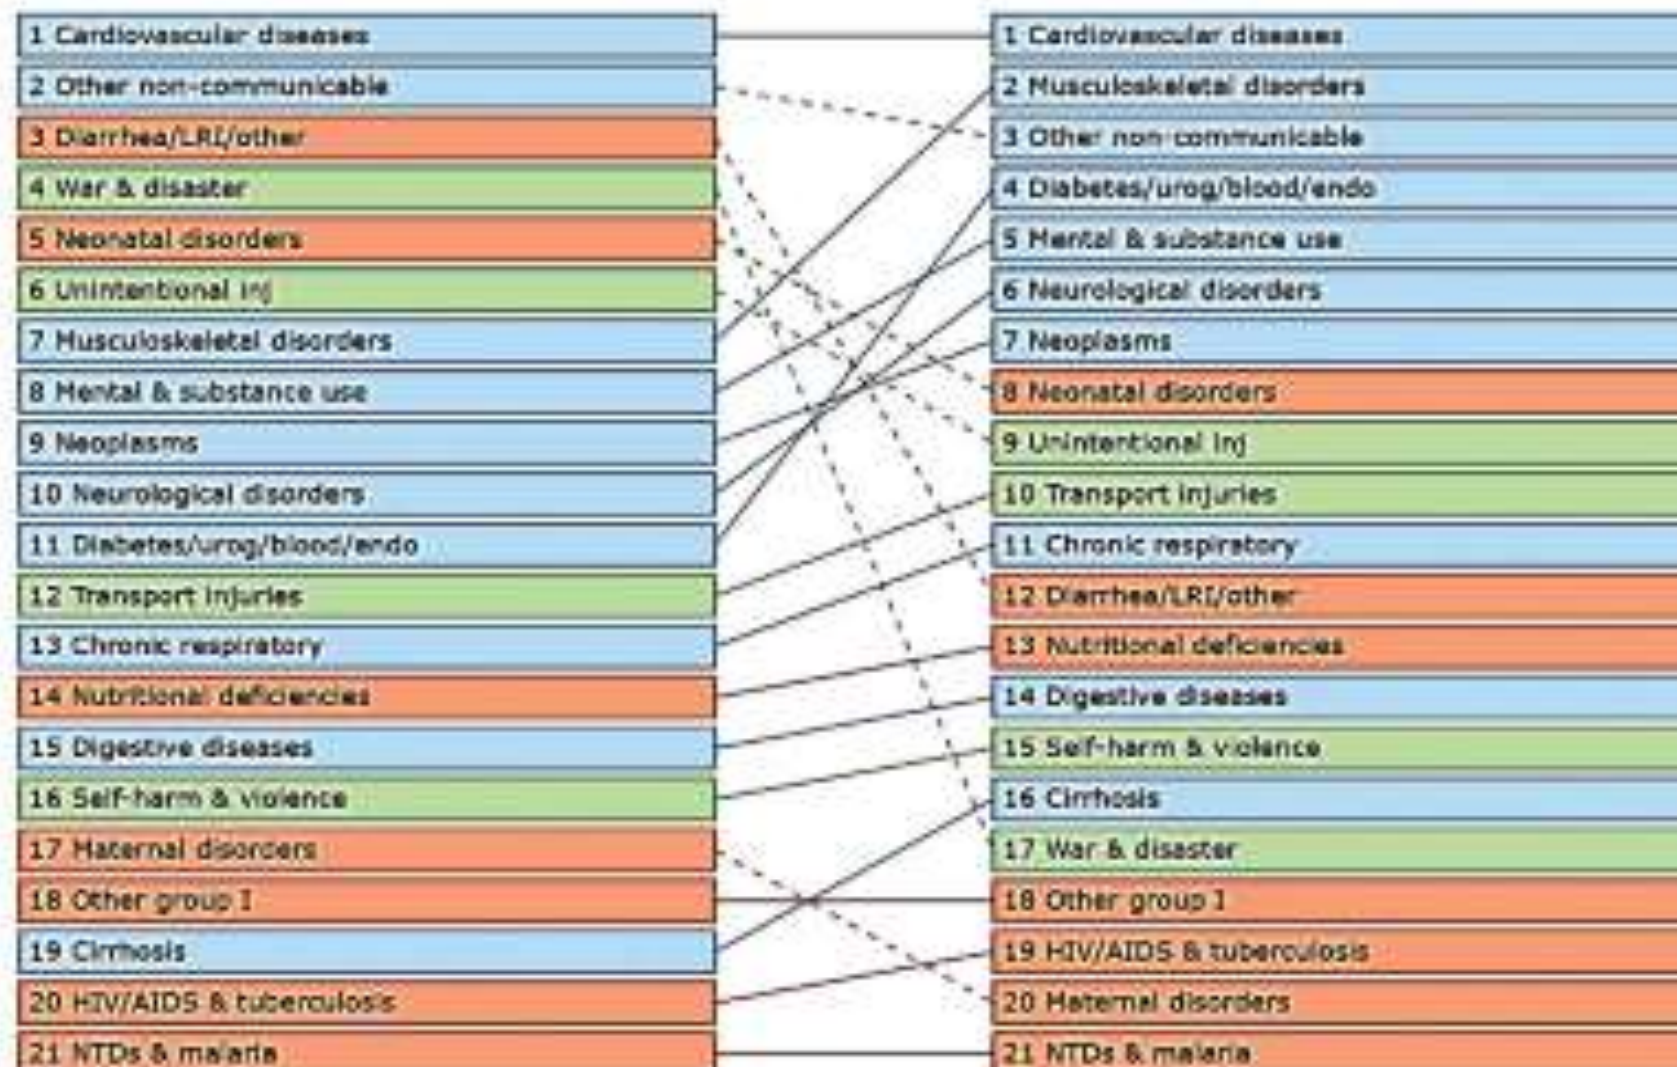 1 Cardiovascular diseases
2 Other non-communicable
3 Diarrhea/LRI/other
4 War & disaster
5 Neonatal disorders
6 Unintentional inj
7 Musculoskeletal disorders
8 Mental & substance use
9 Neoplasms
10 Neurological disorders
11 Diabetes/urog/blood/endo
12 Transport injuries
13 Chronic respiratory
14 Nutritional deficiencies
15 Digestive diseases
16 Self-harm & violence
17 Maternal disorders
18 Other group I
19 Cirrhosis
20 HIV/AIDS & tuberculosis
21 NTDs & malaria
1 Cardiovascular diseases
2 Musculoskeletal disorders
3 Other non-communicable
4 Diabetes/urog/blood/endo
5 Mental & substance use
6 Neurological disorders
7 Neoplasms
8 Neonatal disorders
9 Unintentional inj
10 Transport injuries
11 Chronic respiratory
12 Diarrhea/LRI/other
13 Nutritional deficiencies
14 Digestive diseases
15 Self-harm & violence
16 Cirrhosis
17 War & disaster
18 Other group I
19 HIV/AIDS & tuberculosis
20 Maternal disorders
21 NTDs & malaria